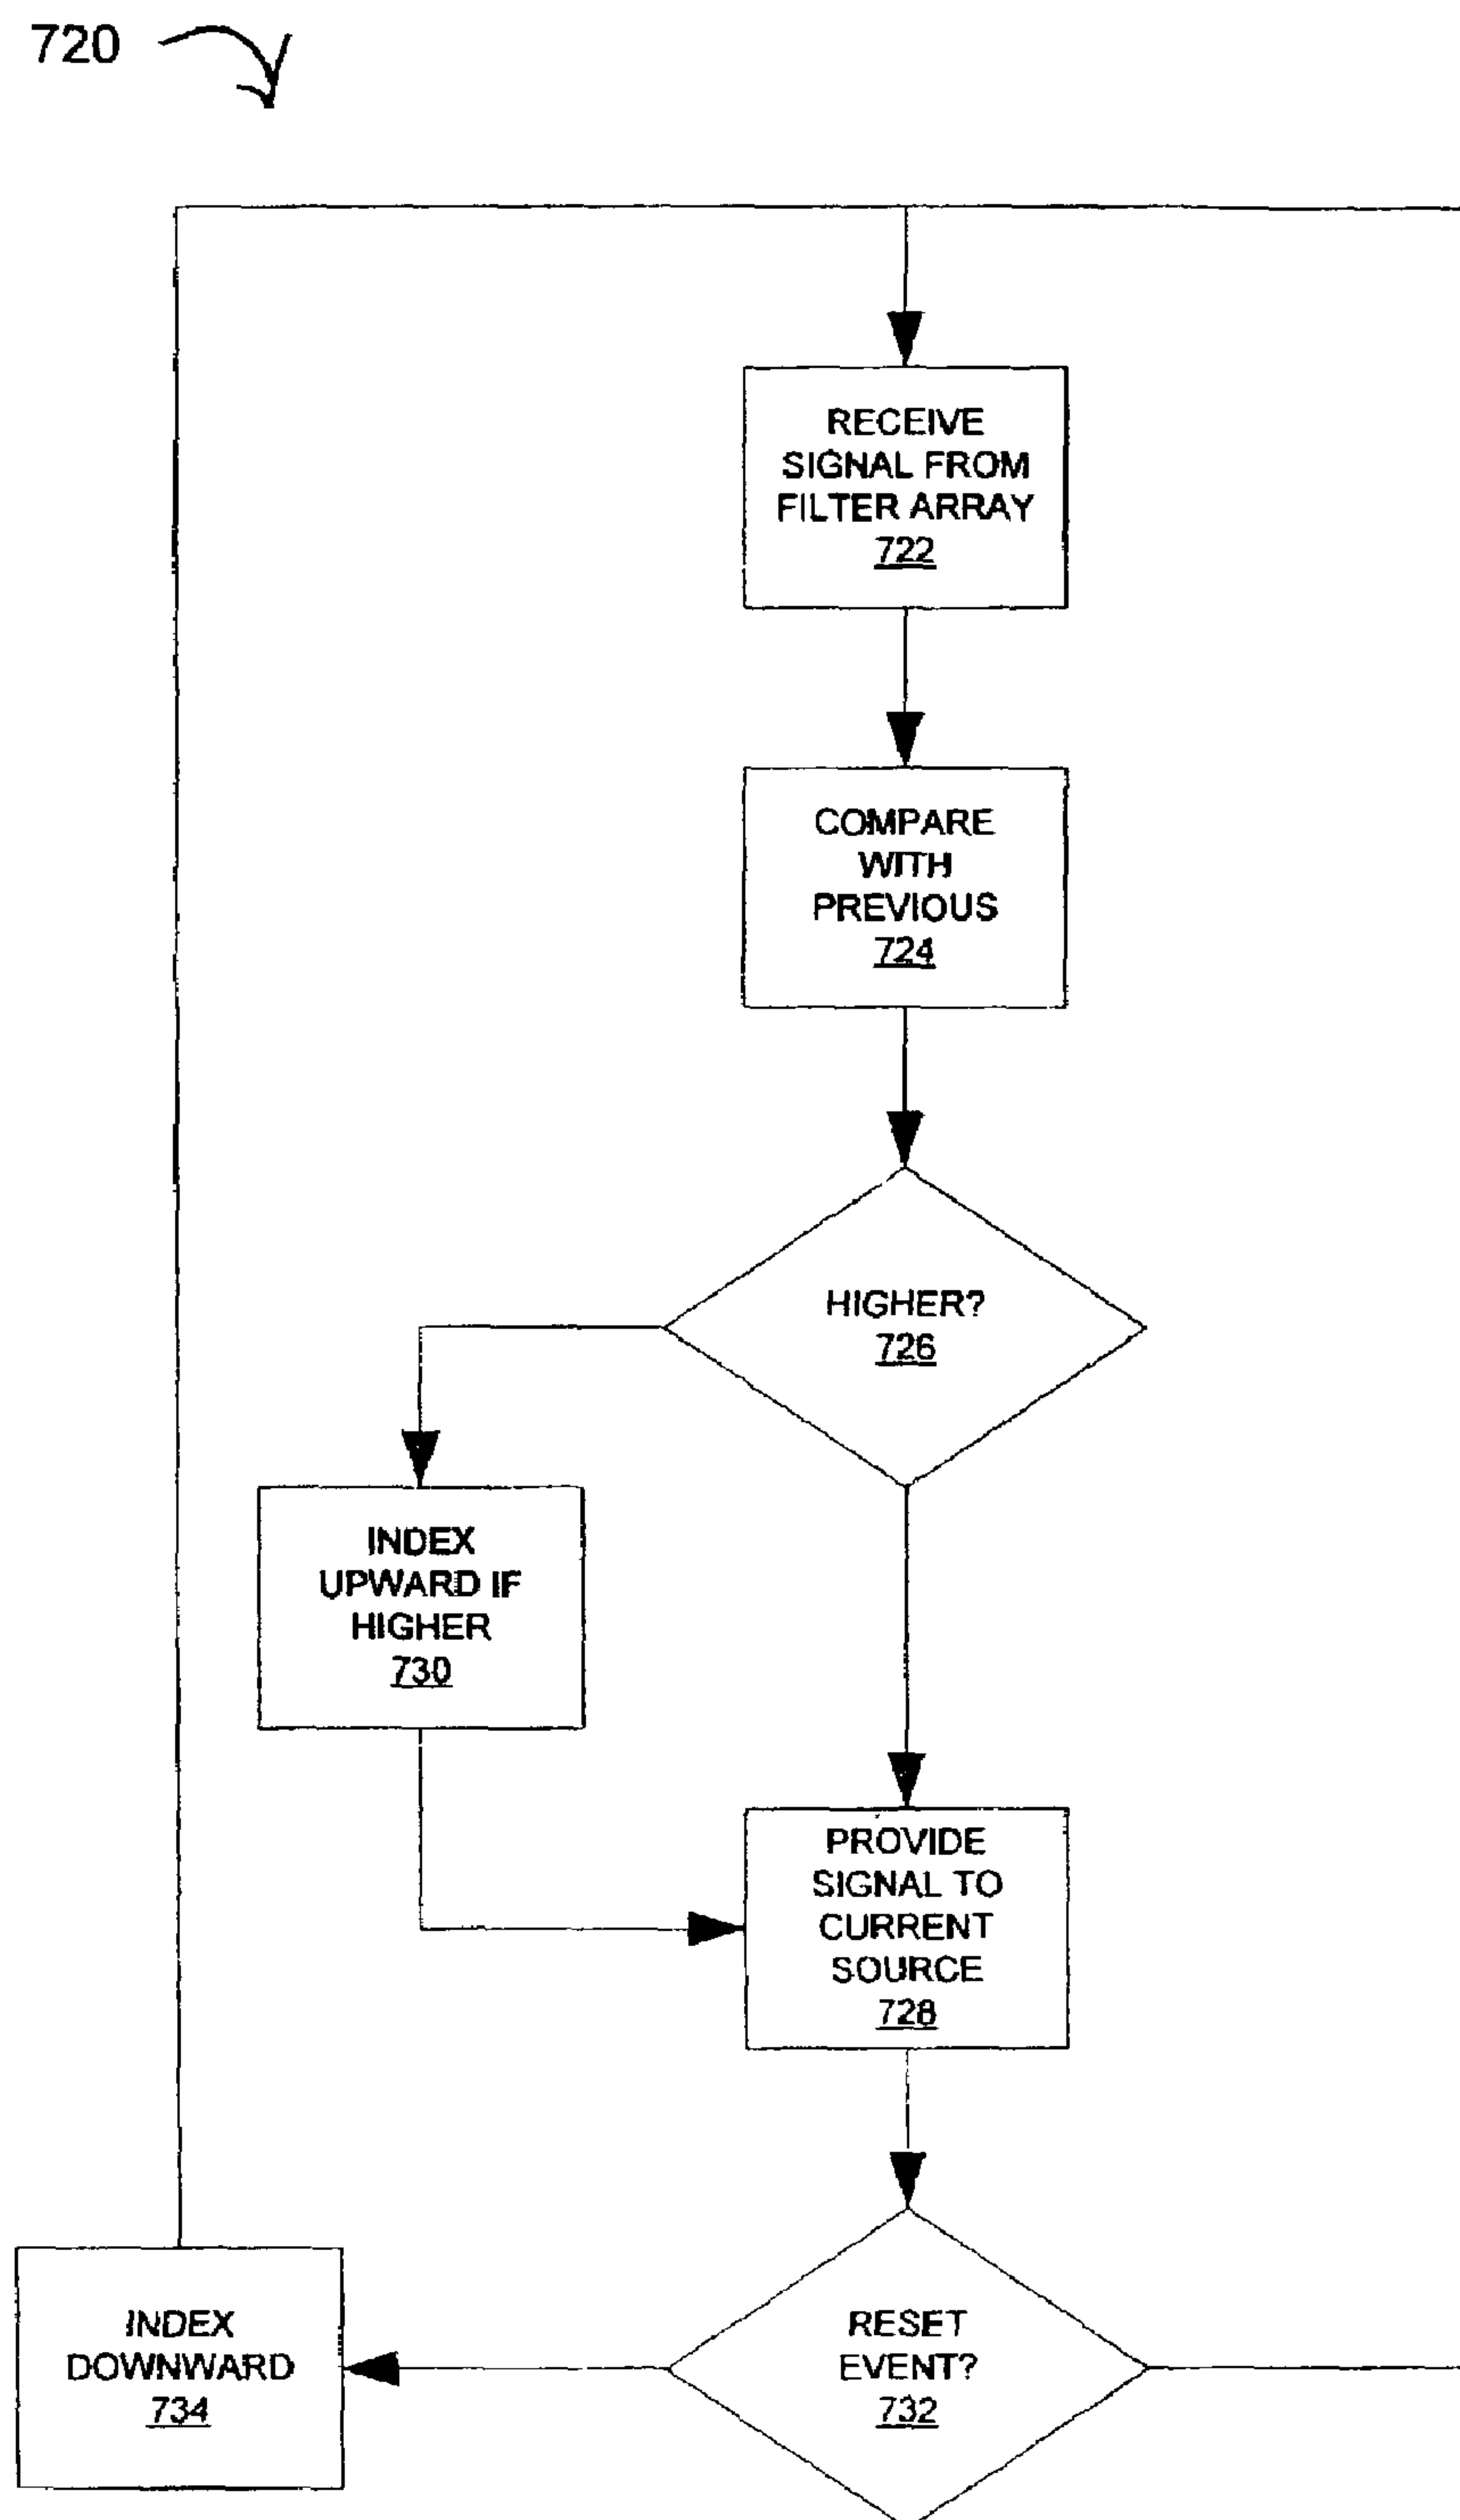 720
RECEIVE
SIGNAL FROM
FILTER ARRAY
722
COMPARE
WITH
PREVIOUS
724
HIGHER?
726
INDEX
UPWARD IF
HIGHER
730
PROVIDE
SIGNAL TO
CURRENT
SOURCE
728
RESET
EVENT?
732
INDEX
DOWNWARD
734